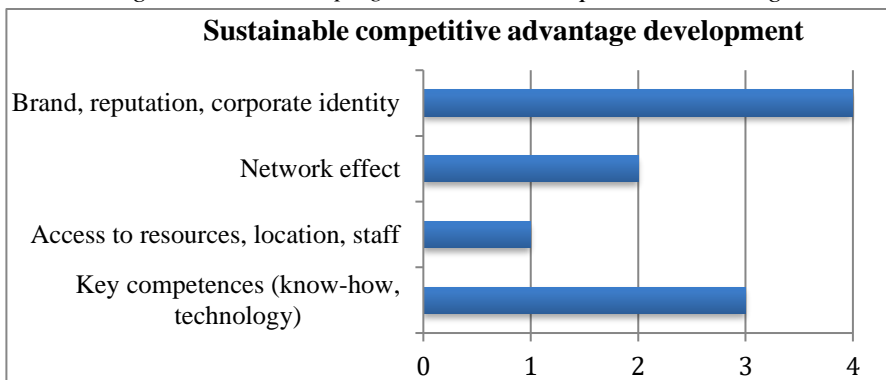 Sustainable competitive advantage development
Brand, reputation, corporate identity
Network effect
Access to resources, location, staff
Key competences (know-how,
technology)
0 1 2 3 4